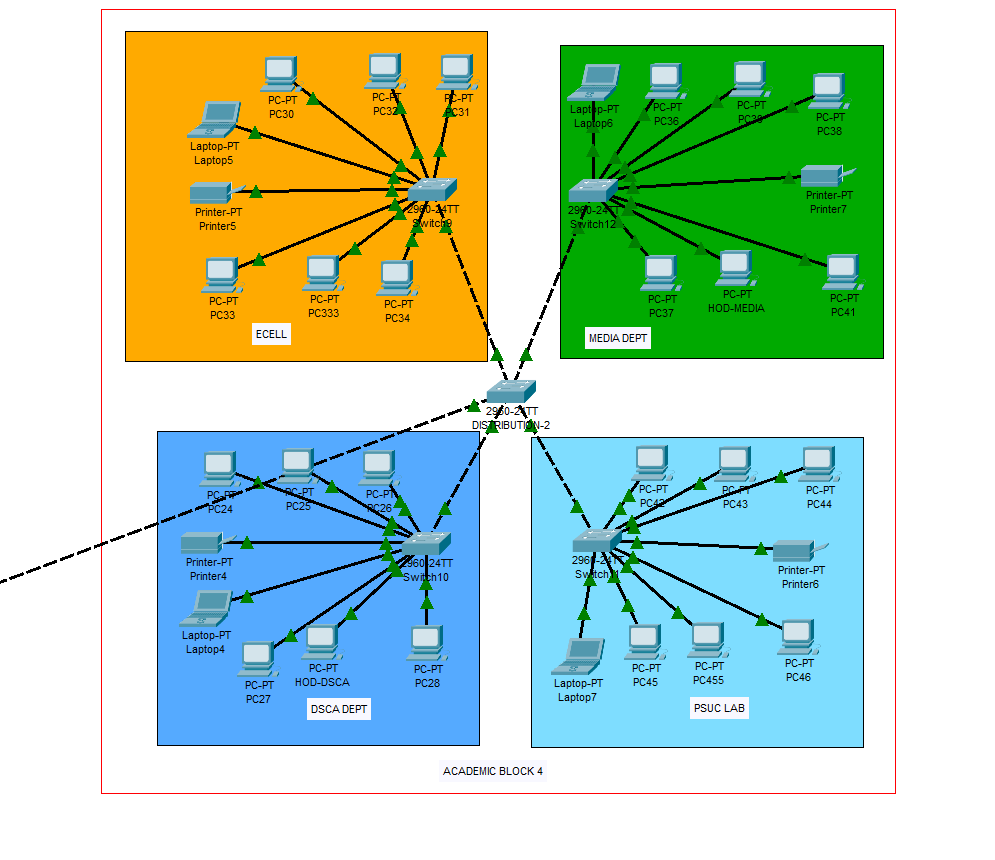 PC-PT
PC30
PC-PT
PC32
PC-PT
PC31
Laptop-PT
Laptop5
Printer-PT
Printer5
2960-24TT
Switch9
PC-PT
PC33
PC-PT
PC333
PC-PT
PC34
ECELL
Laptop-PT
Laptop6
PC-PT
PC36
PC-PT
PC-PT
PC38
Printer-PT
Printer7
2960-24TT
Switch12
PC-PT
PC37
PC-PT
HOD-MEDIA
PC-PT
PC41
MEDIA DEPT
2960-24TT
DISTRIBUTION-2
PC-PT
PC24
PC-PT
PC25
PC-PT
PC26
Printer-PT
Printer4
2960-24TT
Switch10
Laptop-PT
Laptop4
PC-PT
PC27
PC-PT
HOD-DSCA
PC-PT
PC28
DSCA DEPT
PC-PT
PC42
PC-PT
PC43
PC-PT
PC44
2960-24TT
Switch11
Printer-PT
Printer6
Laptop-PT
Laptop7
PC-PT
PC45
PC-PT
PC455
PC-PT
PC46
PSUC LAB
ACADEMIC BLOCK 4